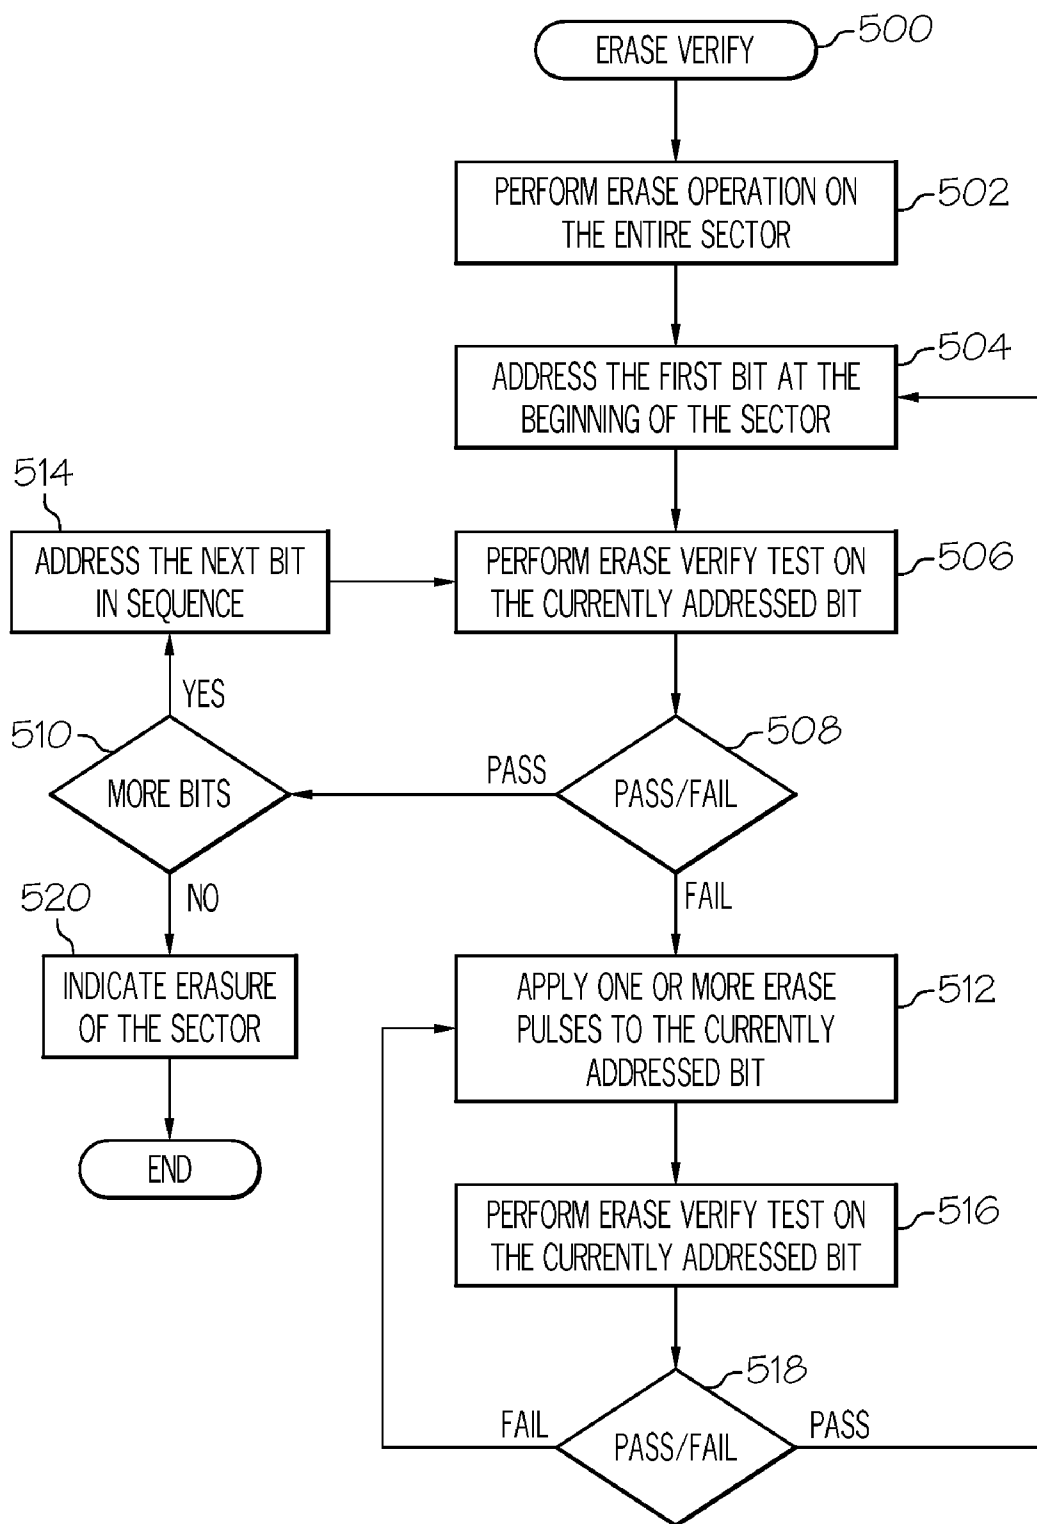 ERASE VERIFY
500
PERFORM ERASE OPERATION ON
THE ENTIRE SECTOR
502
ADDRESS THE FIRST BIT AT THE
BEGINNING OF THE SECTOR
504
514
ADDRESS THE NEXT BIT
IN SEQUENCE
PERFORM ERASE VERIFY TEST ON
THE CURRENTLY ADDRESSED BIT
506
YES
510
MORE BITS
PASS
PASS/FAIL
508
NO
FAIL
520
INDICATE ERASURE
OF THE SECTOR
APPLY ONE OR MORE ERASE
PULSES TO THE CURRENTLY
ADDRESSED BIT
512
END
PERFORM ERASE VERIFY TEST ON
THE CURRENTLY ADDRESSED BIT
516
518
FAIL
PASS/FAIL
PASS